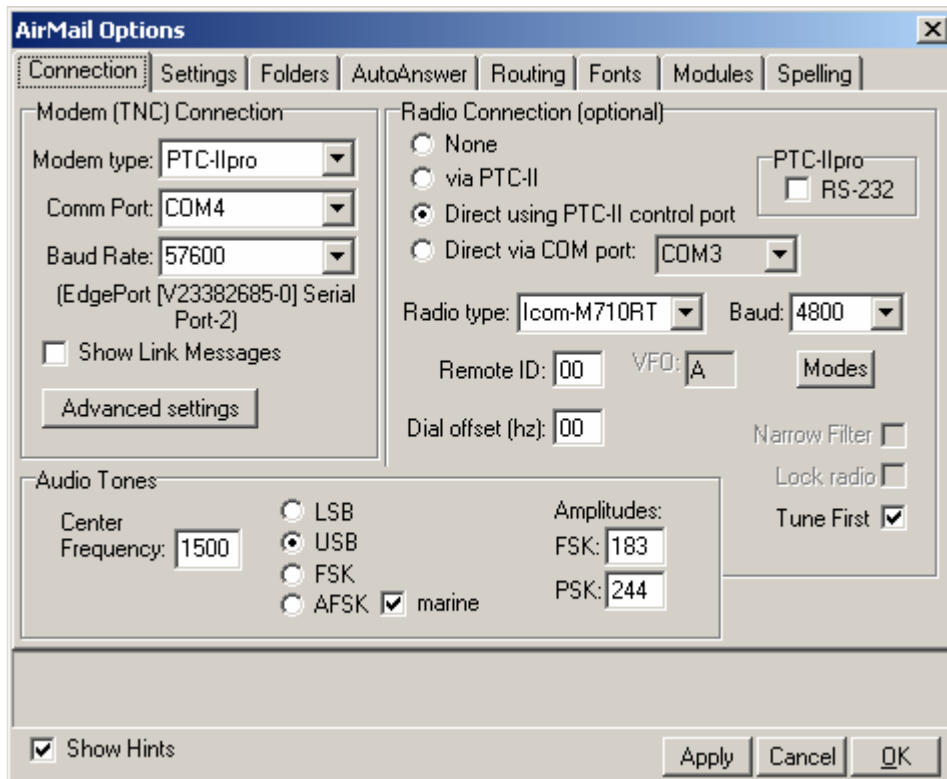 AirMail Options
Connection Settings Folders AutoAnswer Routing Fonts Modules Spelling
Modem (TNC) Connection
Modem type: PTC-IIpro
Comm Port: COM4
Baud Rate: 57600
(EdgePort [V23382685-0] Serial
Port-2)
Show Link Messages
Advanced settings
Radio Connection (optional)
None
via PTC-II
Direct using PTC-II control port
Direct via COM port: COM3
PTC-IIpro
RS-232
Radio type: Icom-M710RT Baud: 4800
Remote ID: 00 VFO: A Modes
Dial offset (hz): 00
Narrow Filter
Lock radio
Tune First
Audio Tones
Center
Frequency: 1500
LSB
USB
FSK
AFSK marine
Amplitudes:
FSK: 183
PSK: 244
Show Hints
Apply Cancel OK